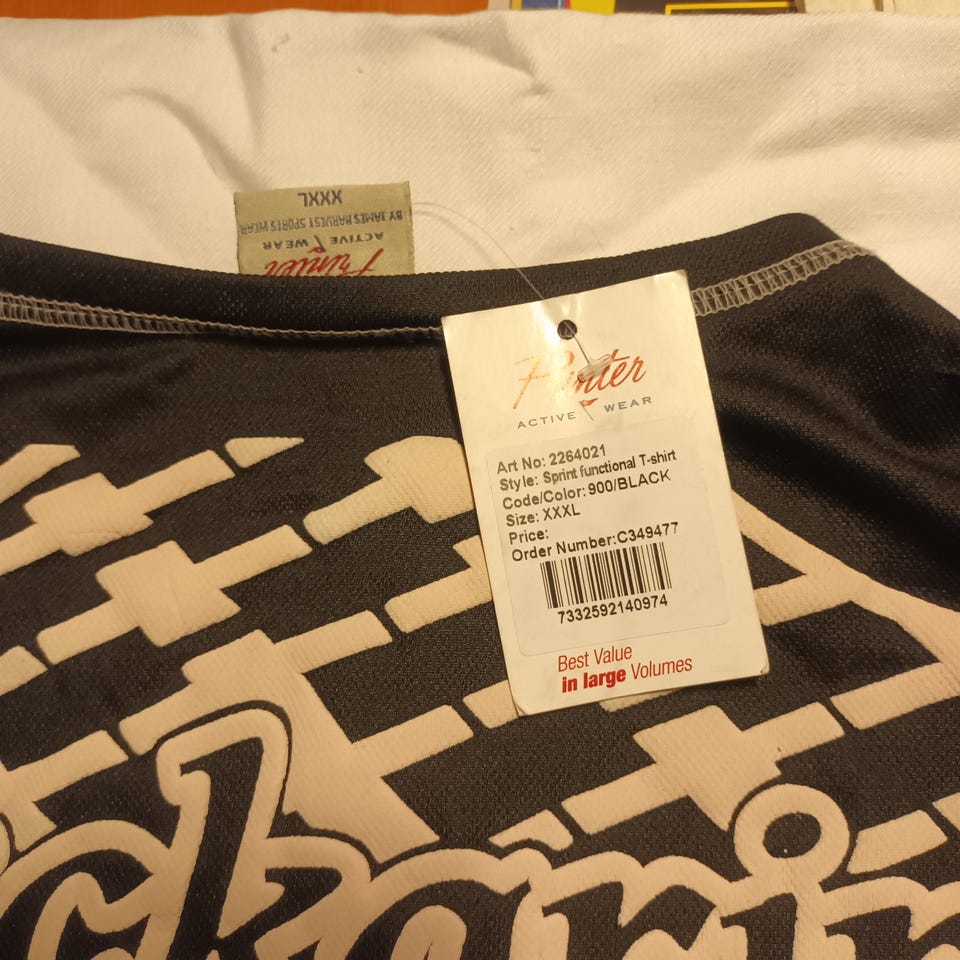 XXXL
BY JAMES HARVEST SPORTS WEAR
ACTIVE WEAR
Printer
Printer
ACTIVE WEAR
Art No: 2264021
Style: Sprint functional T-shirt
Code/Color: 900/BLACK
Size: XXXL
Price:
Order Number:C349477
7332592140974
Best Value
in large Volumes